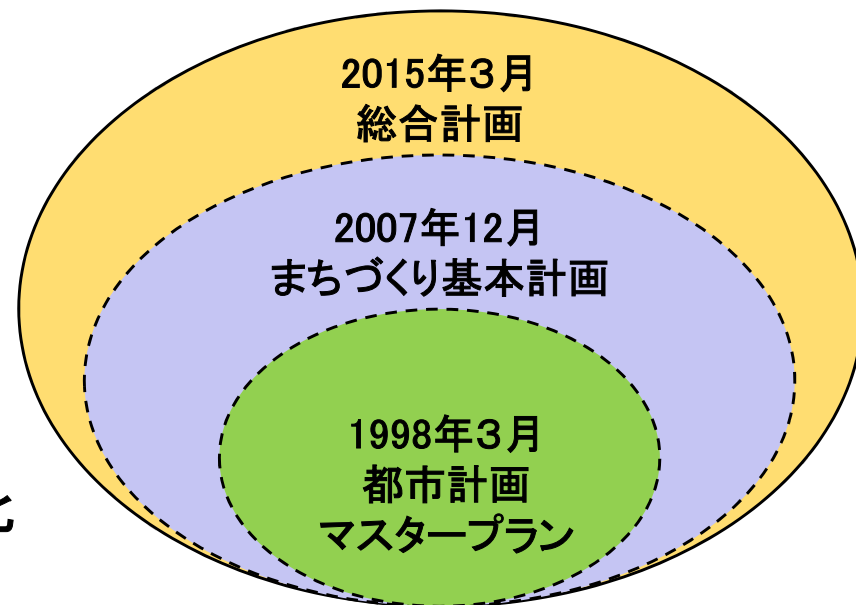 2015年３月
総合計画
2007年12月
まちづくり基本計画
1998年３月
都市計画
マスタープラン